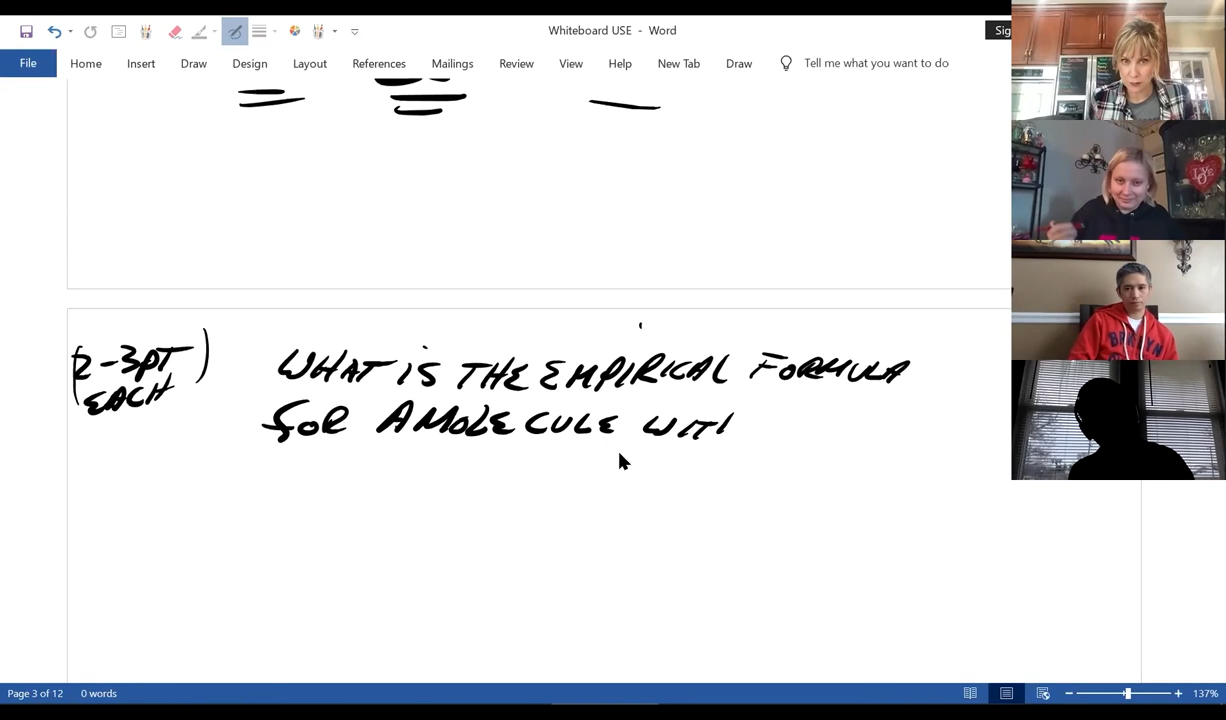 Whiteboard USE - Word
Sig
File Home Insert Draw Design Layout References Mailings Review View Help New Tab Draw Tell me what you want to do
(2-3PT EACH)
WHAT IS THE EMPIRICAL FORMULA
FOR A MOLECULE WITH
Page 3 of 12 0 words 137%